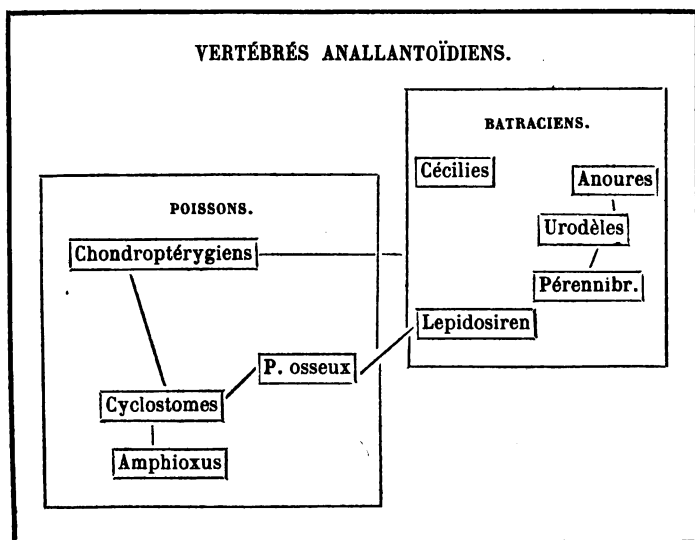 VERTÉBRÉS ANALLANTOÏDIENS.
BATRACIENS.
Cécilies
Anoures
Urodèles
Pérennibr.
Lepidosiren
POISSONS.
Chondroptérygiens
P. osseux
Cyclostomes
Amphioxus